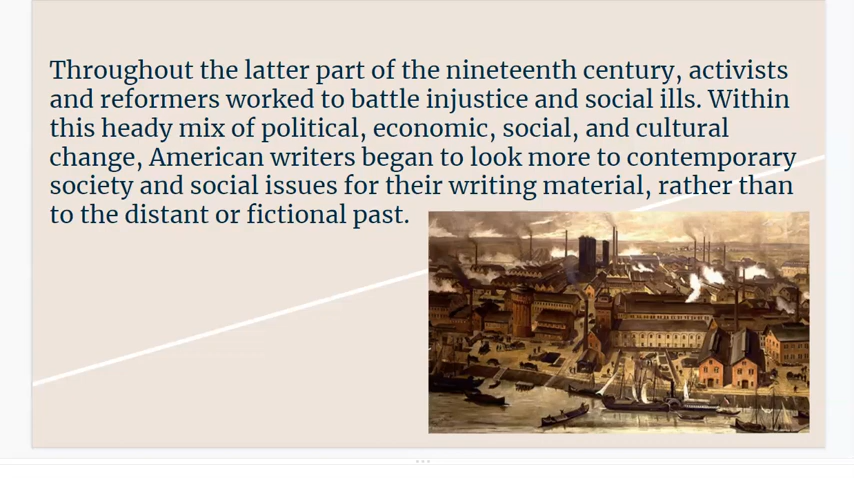 Throughout the latter part of the nineteenth century, activists
and reformers worked to battle injustice and social ills. Within
this heady mix of political, economic, social, and cultural
change, American writers began to look more to contemporary
society and social issues for their writing material, rather than
to the distant or fictional past.